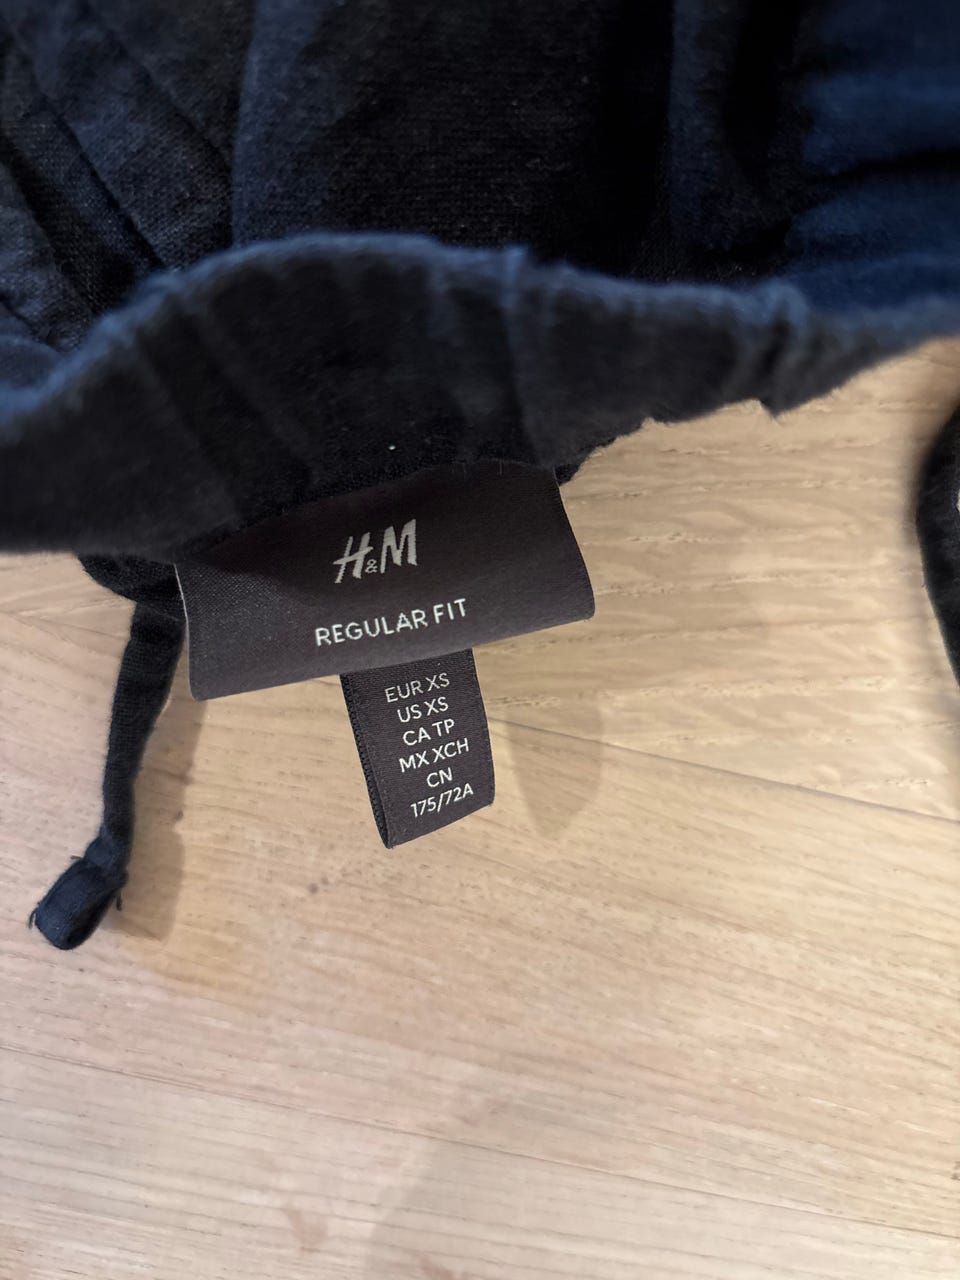 H&M
REGULAR FIT
EUR XS
US XS
CA TP
MX XCH
CN
175/72A